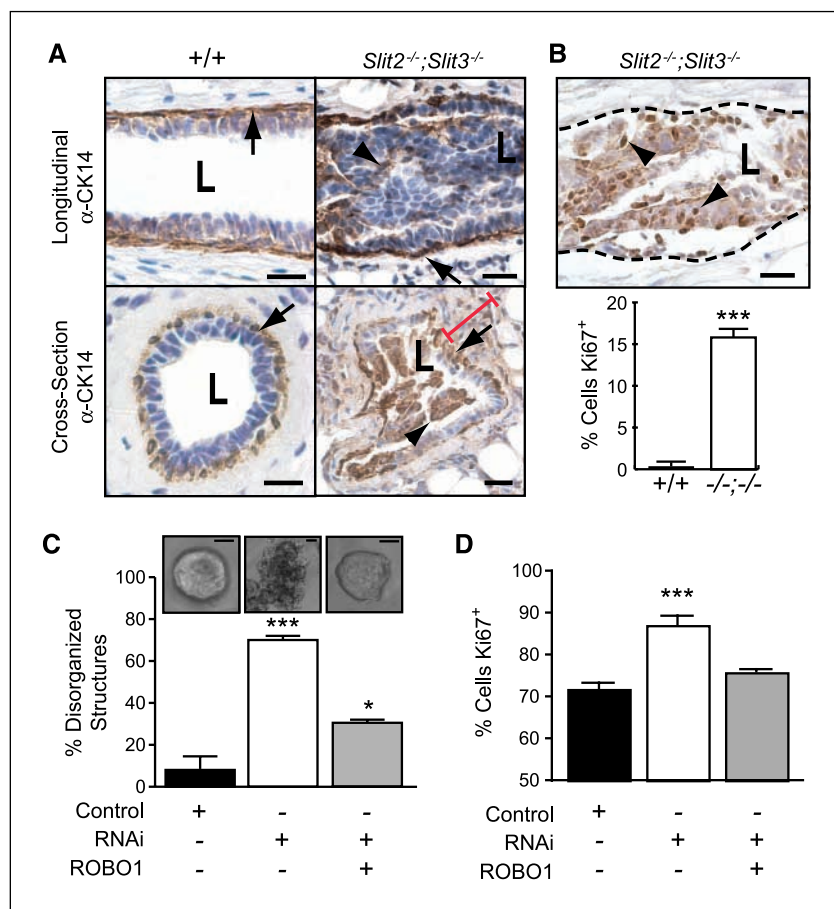 A
+/+
Slit2-/-;Slit3-/-
Longitudinal
α-CK14
L
L
Cross-Section
α-CK14
L
L
B
Slit2-/-;Slit3-/-
L
% Cells Ki67+
20
15
10
5
0
***
+/+
-/-;-/-
C
% Disorganized
Structures
100
80
60
40
20
0
***
*
Control + - -
RNAi - + +
ROBO1 - - +
D
% Cells Ki67+
100
90
80
70
60
50
***
Control + - -
RNAi - + +
ROBO1 - - +